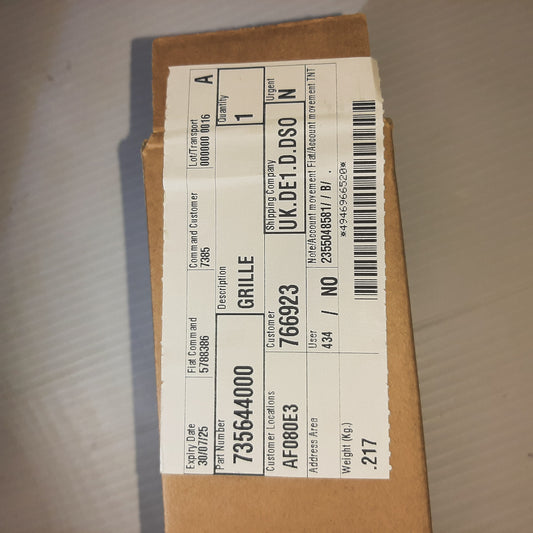 Expiry Date
30/07/25
Fiat Command
5788386
Command Customer
7385
Lot/Transport
000000 0016
A
Part Number
735644000
Description
GRILLE
Quantity
1
Customer Locations
AF080E3
Customer
766923
Shipping Company
UK.DE1.D.DSO
Urgent
N
Address Area
User
434 / NO
Note/Account movement Fiat/Account movement TNT
2355048581// B/ .
Weight (Kg.)
.217
*4946966520*